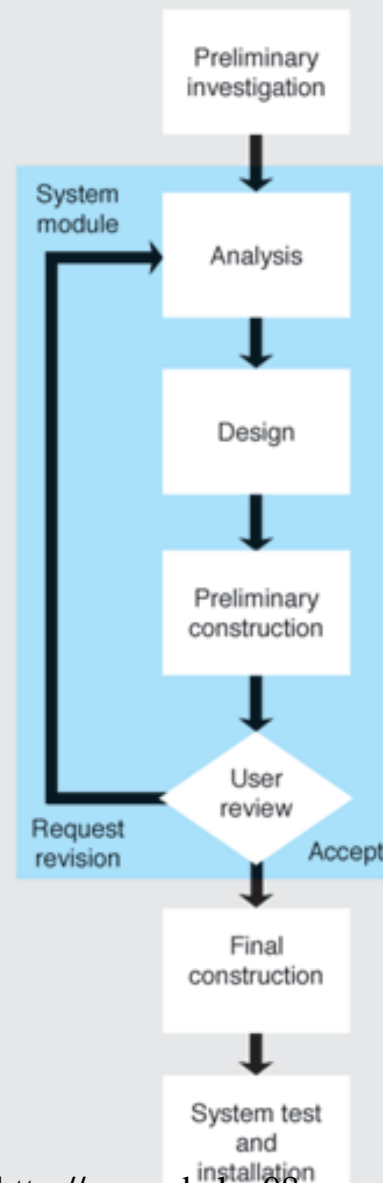 Preliminary
investigation
System
module
Analysis
Design
Preliminary
construction
User
review
Request
revision
Accept
Final
construction
System test
and
installation